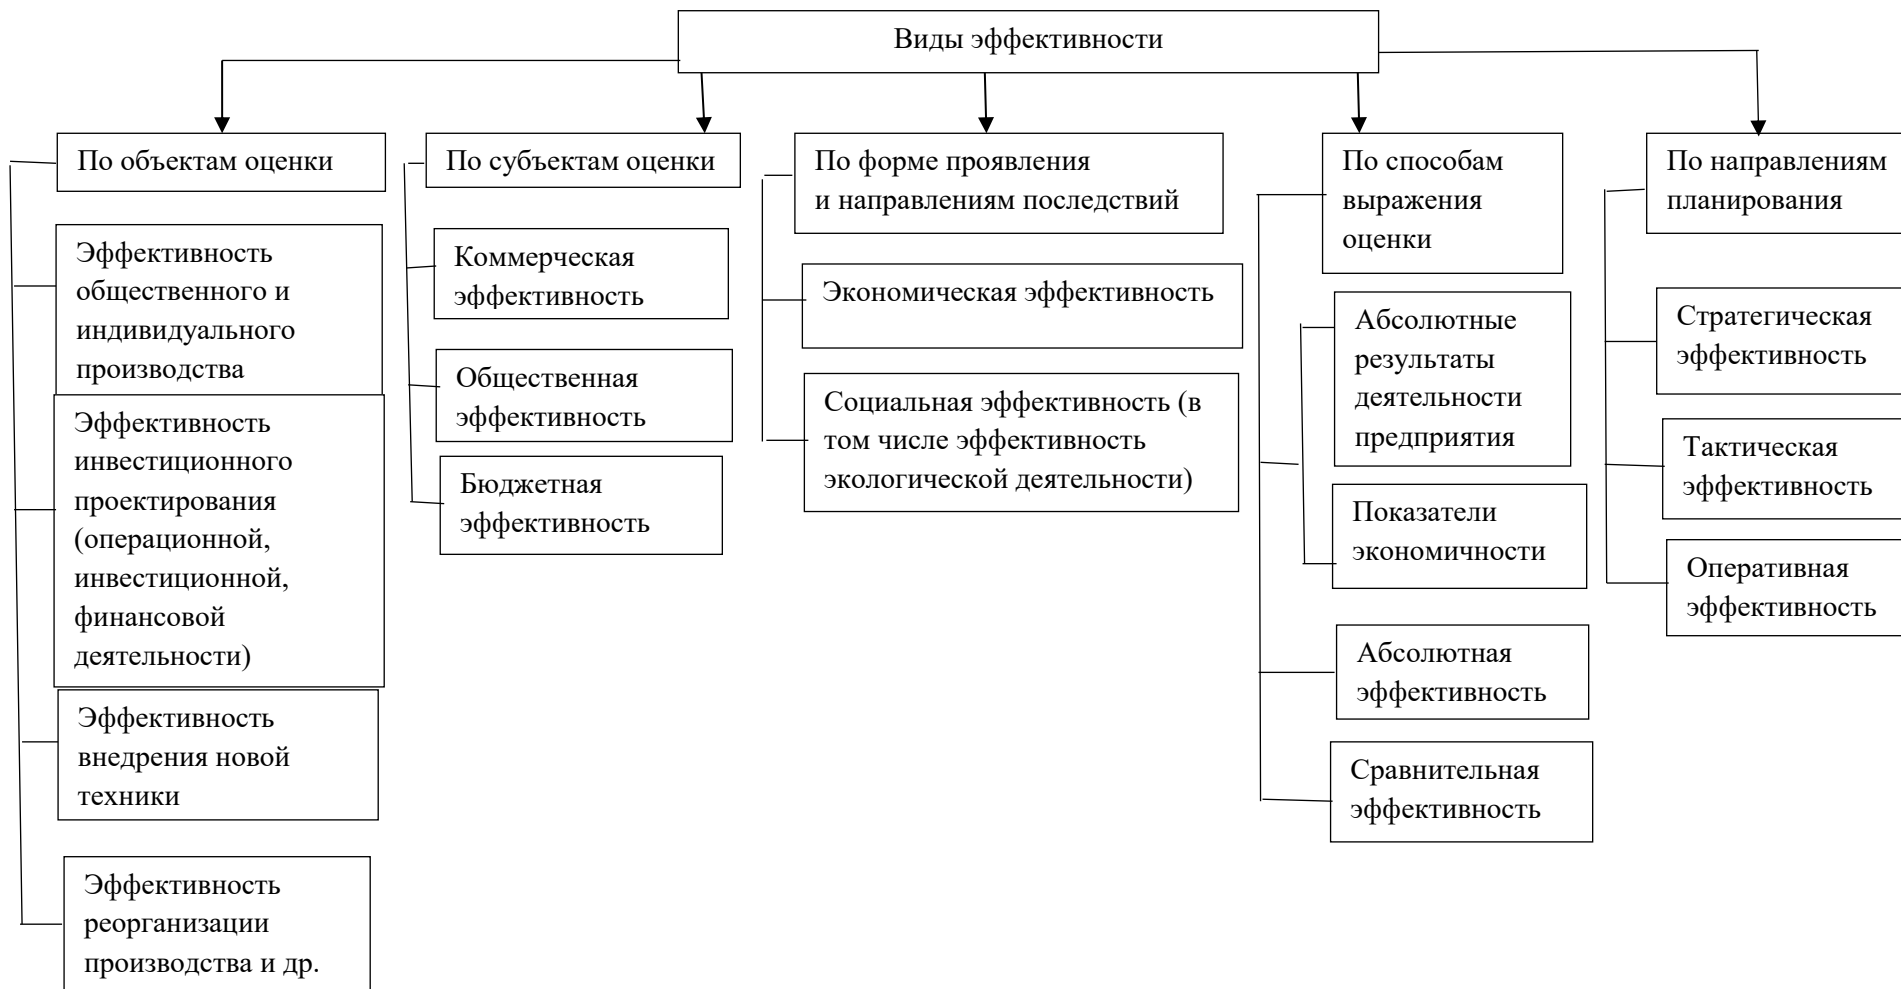 Виды эффективности
По объектам оценки
Эффективность
общественного и
индивидуального
производства
Эффективность
инвестиционного
проектирования
(операционной,
инвестиционной,
финансовой
деятельности)
Эффективность
внедрения новой
техники
Эффективность
реорганизации
производства и др.
По субъектам оценки
Коммерческая
эффективность
Общественная
эффективность
Бюджетная
эффективность
По форме проявления
и направлениям последствий
Экономическая эффективность
Социальная эффективность (в
том числе эффективность
экологической деятельности)
По способам
выражения
оценки
Абсолютные
результаты
деятельности
предприятия
Показатели
экономичности
Абсолютная
эффективность
Сравнительная
эффективность
По направлениям
планирования
Стратегическая
эффективность
Тактическая
эффективность
Оперативная
эффективность